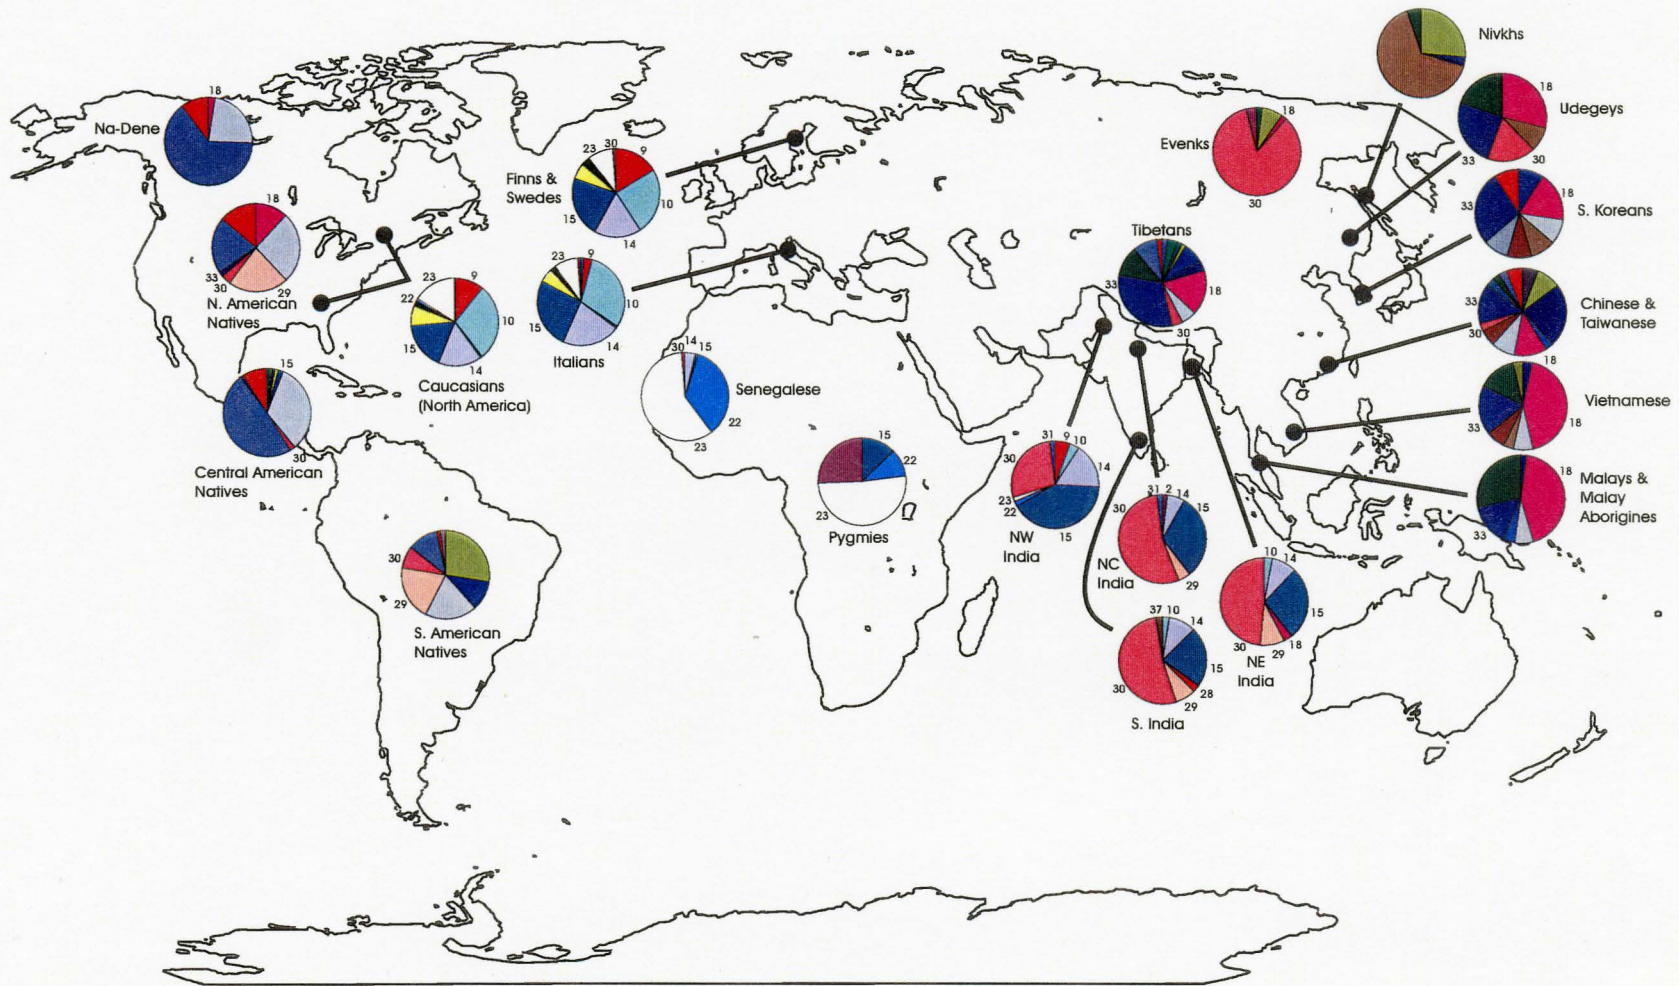 Nivkhs
18
Udegeys
33
30
18
Na-Dene
18
Evenks
30
23
30
9
Finns &
Swedes
10
15
14
18
33
S. Koreans
18
33
30
29
N. American
Natives
Tibetans
33
18
30
23
9
10
15
14
Italians
23
9
22
10
15
14
Caucasians
(North America)
33
Chinese &
Taiwanese
30
18
30
14
15
Senegalese
22
23
15
30
Central American
Natives
Vietnamese
33
18
15
22
23
Pygmies
31
9
10
30
14
23
22
15
NW
India
18
Malays &
Malay
Aborigines
33
31
2
14
30
15
NC
India
29
30
29
S. American
Natives
10
14
15
30
29
18
NE
India
37
10
14
15
30
28
29
S. India